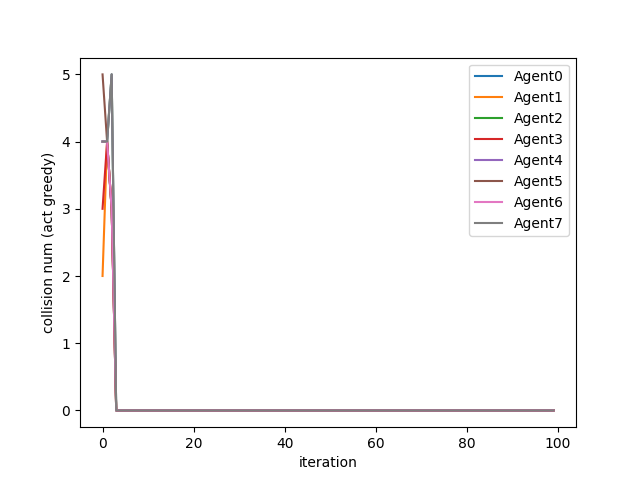 5
4
3
2
1
0
collision num (act greedy)
0 20 40 60 80 100
iteration
Agent0
Agent1
Agent2
Agent3
Agent4
Agent5
Agent6
Agent7